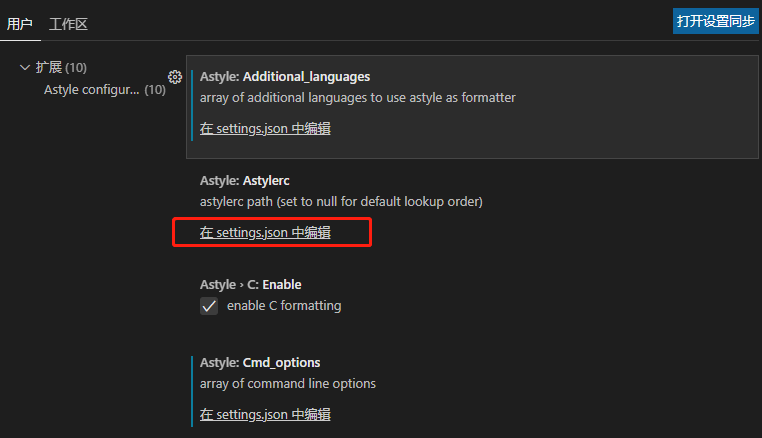 用户 工作区
打开设置同步
扩展 (10)
Astyle configur... (10)
Astyle: Additional_languages
array of additional languages to use astyle as formatter
在 settings.json 中编辑
Astyle: Astylerc
astylerc path (set to null for default lookup order)
在 settings.json 中编辑
Astyle › C: Enable
enable C formatting
Astyle: Cmd_options
array of command line options
在 settings.json 中编辑